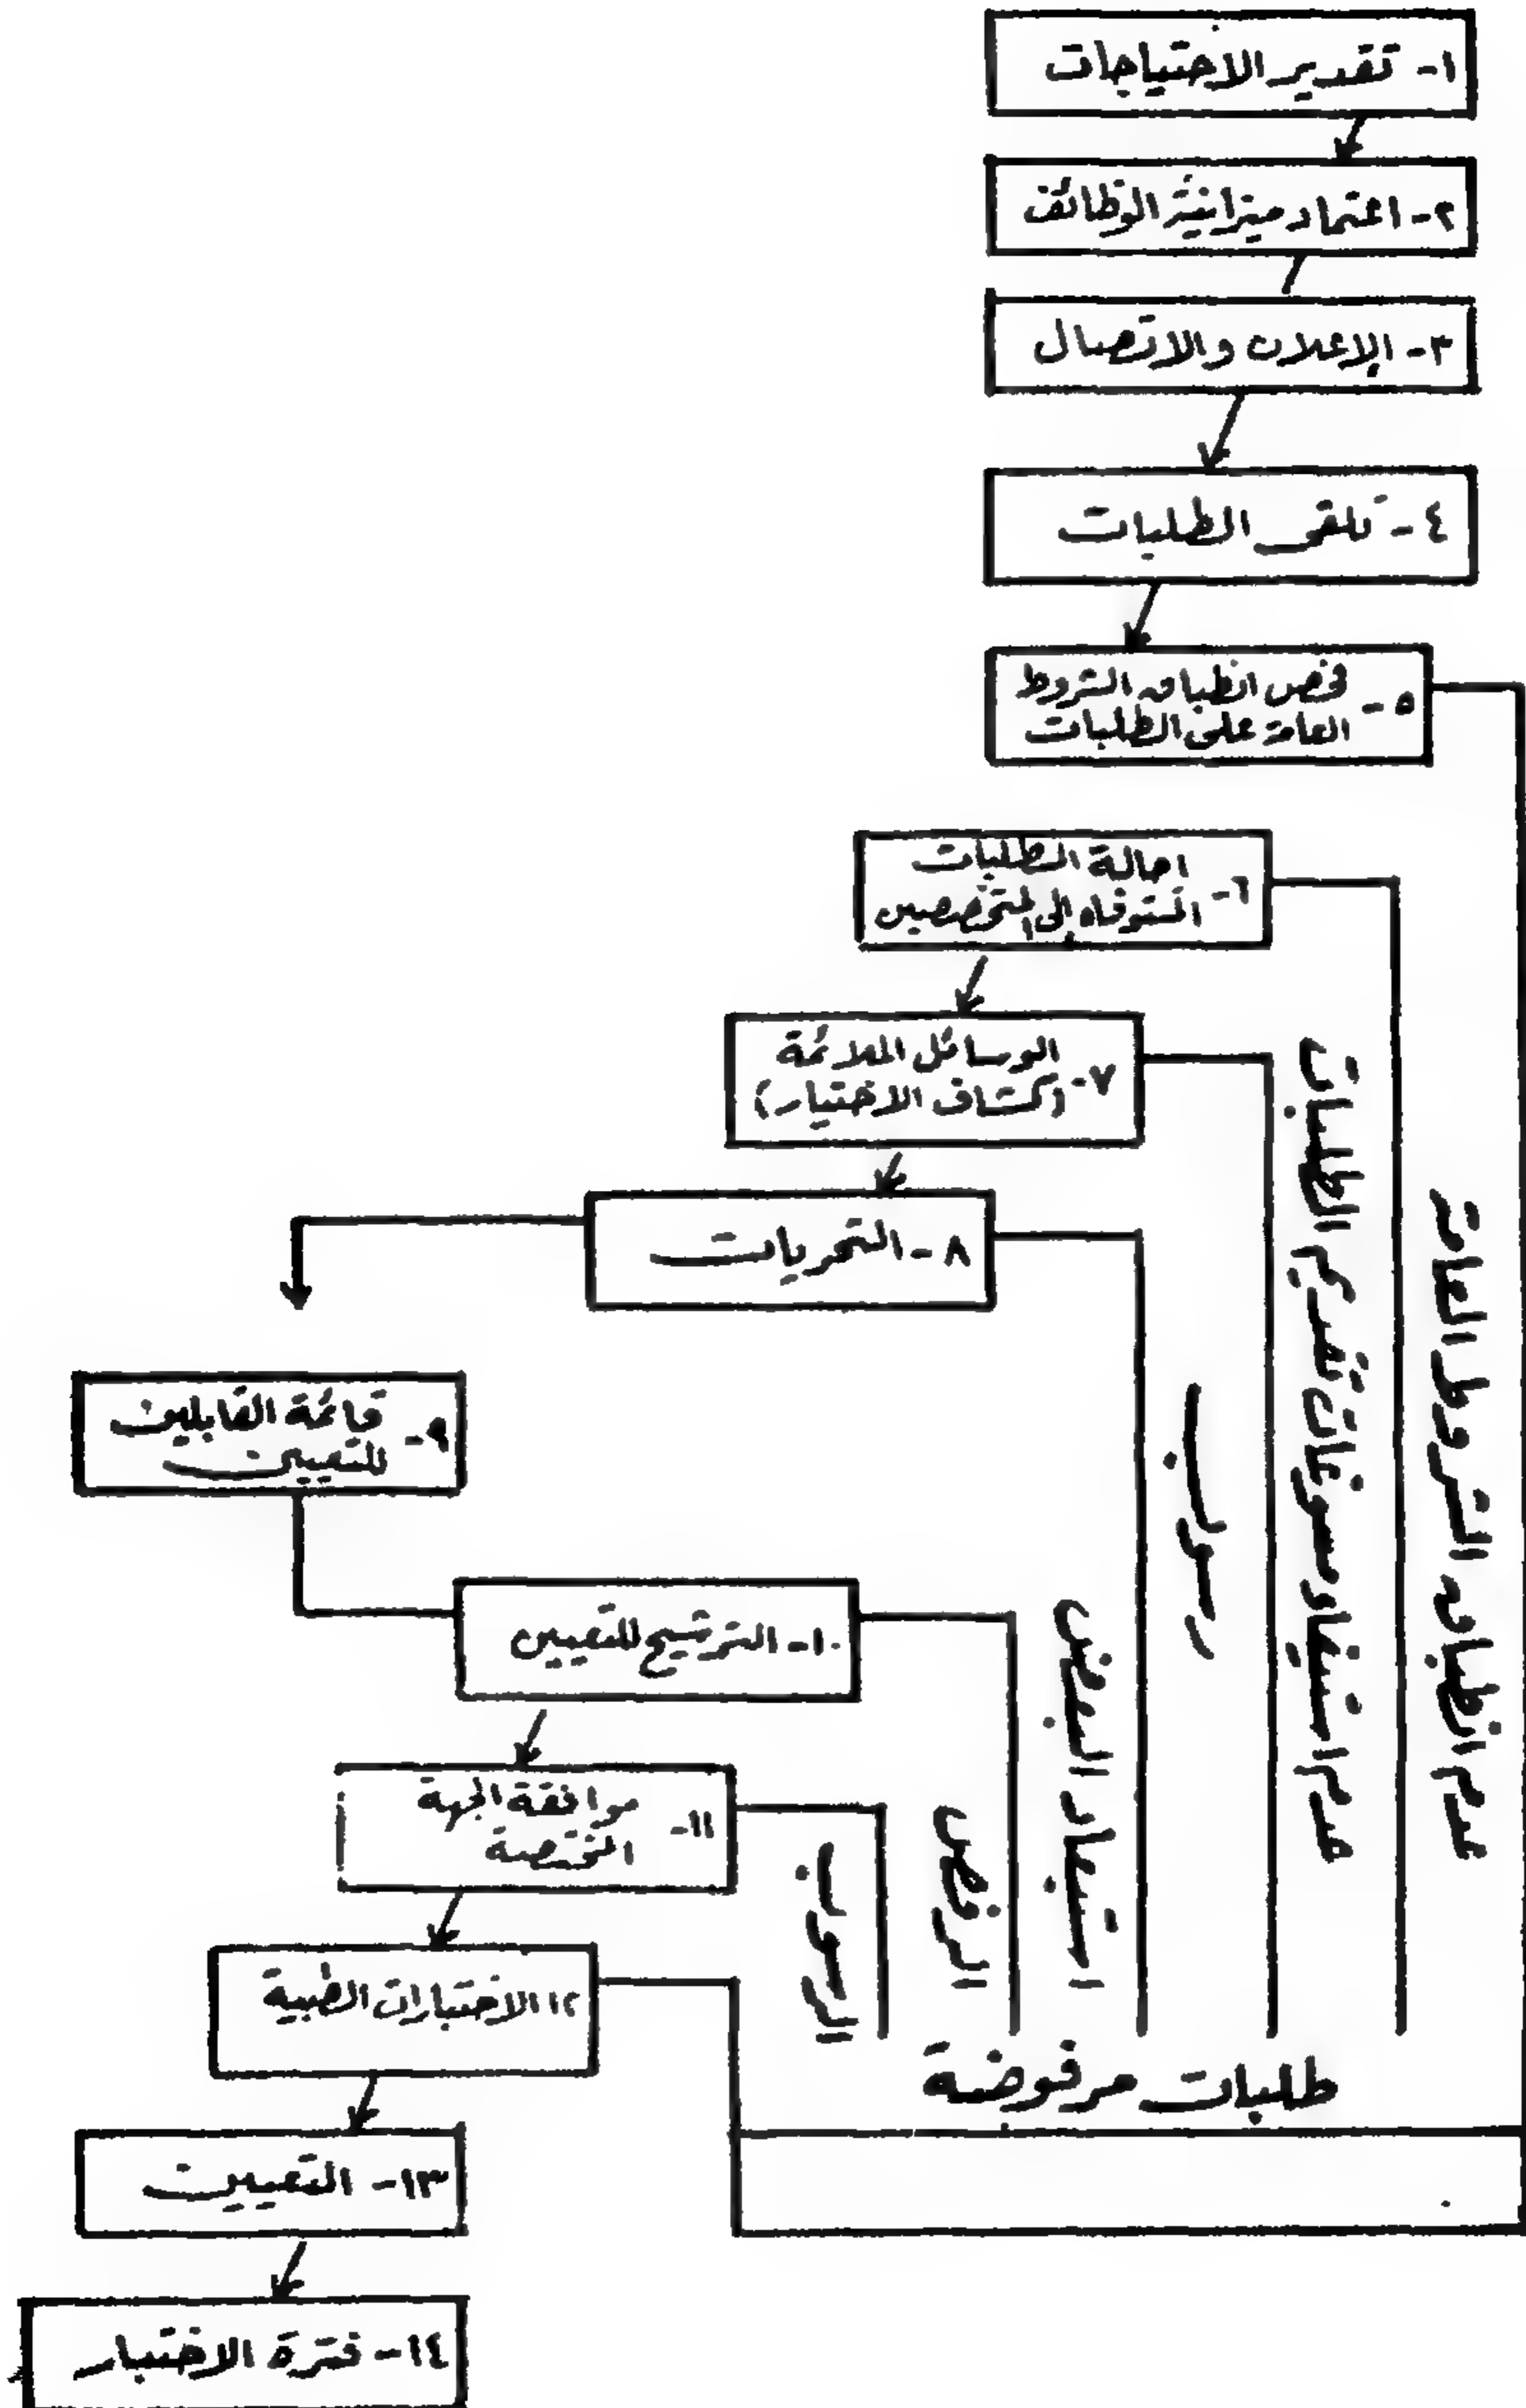 ١- تقدير الاحتياجات
٢- اعتماد ميزانية الوظائف
٣- الإعلان والاتصال
٤- تلقى الطلبات
٥- فحص انطباق الشروط
العامة على الطلبات
٦- احالة الطلبات
المستوفاه إلى المتخصصين
٧- الوسائل الملائمة
(كشاف الاختيار)
٨- التحريات
٩- قائمة القابلين
للتعيين
١٠- الترشيح للتعيين
١١- موافقة الجهة
المختصة
١٢ الاختبارات الطبية
١٣- التعيين
١٤- فترة الاختبار
عدم انطباق الشروط العامة
عدم استيفاء مسوغات تقديم الطلبات
رسوب
استبعاد البعض
الرفض
الرسوب
طلبات مرفوضة